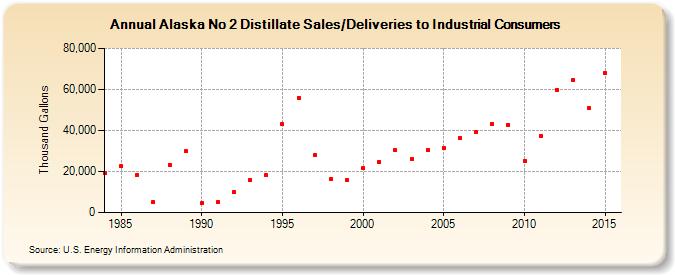 Annual Alaska No 2 Distillate Sales/Deliveries to Industrial Consumers
Thousand Gallons
80,000
60,000
40,000
20,000
0
1985 1990 1995 2000 2005 2010 2015
Source: U.S. Energy Information Administration